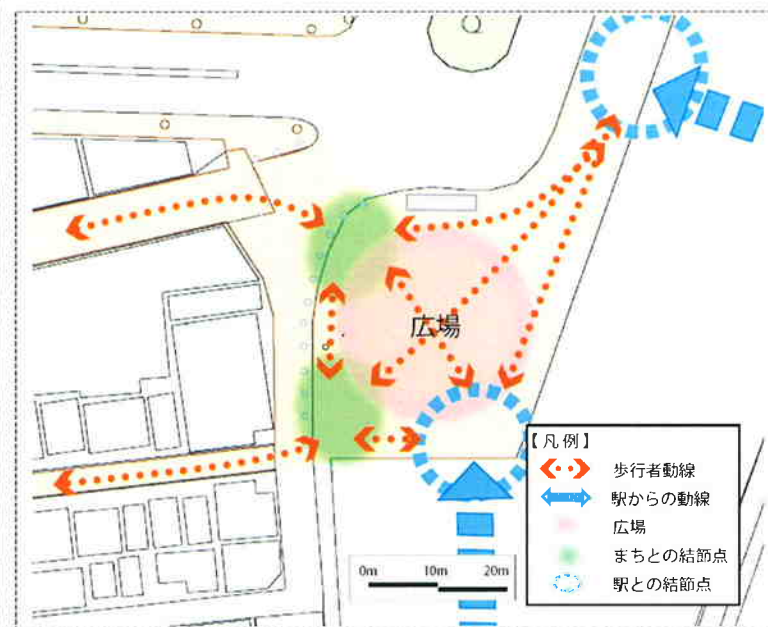 広場
【凡例】
歩行者動線
駅からの動線
広場
まちとの結節点
駅との結節点
0m 10m 20m